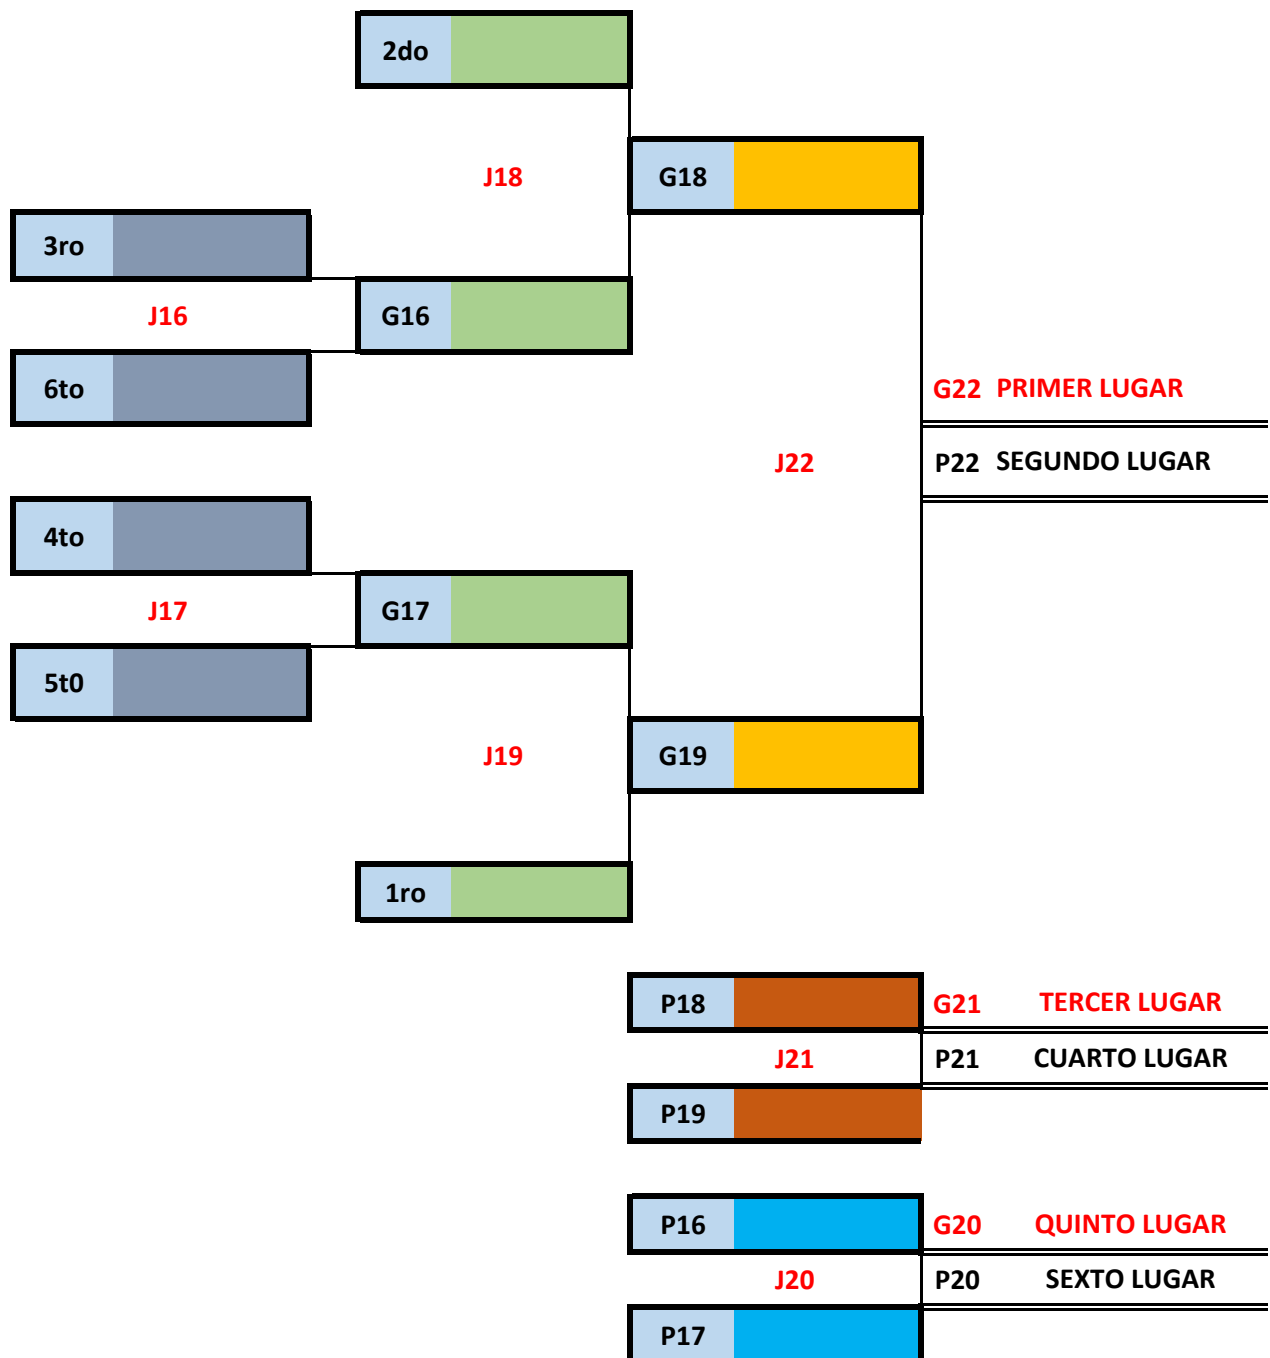 2do
J18
G18
3ro
J16
G16
6to
G22 PRIMER LUGAR
J22
P22 SEGUNDO LUGAR
4to
J17
G17
5t0
J19
G19
1ro
P18
G21 TERCER LUGAR
J21
P21 CUARTO LUGAR
P19
P16
G20 QUINTO LUGAR
J20
P20 SEXTO LUGAR
P17